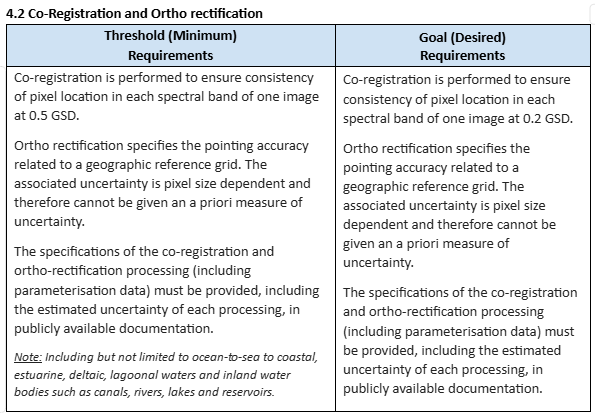 4.2 Co-Registration and Ortho rectification
Threshold (Minimum)
Requirements
Co-registration is performed to ensure consistency
of pixel location in each spectral band of one image
at 0.5 GSD.
Ortho rectification specifies the pointing accuracy
related to a geographic reference grid. The
associated uncertainty is pixel size dependent and
therefore cannot be given an a priori measure of
uncertainty.
The specifications of the co-registration and
ortho-rectification processing (including
parameterisation data) must be provided, including
the estimated uncertainty of each processing, in
publicly available documentation.
Note: Including but not limited to ocean-to-sea to coastal,
estuarine, deltaic, lagoonal waters and inland water
bodies such as canals, rivers, lakes and reservoirs.
Goal (Desired)
Requirements
Co-registration is performed to ensure
consistency of pixel location in each
spectral band of one image at 0.2 GSD.
Ortho rectification specifies the
pointing accuracy related to a
geographic reference grid. The
associated uncertainty is pixel size
dependent and therefore cannot be
given an a priori measure of
uncertainty.
The specifications of the co-registration
and ortho-rectification processing
(including parameterisation data) must
be provided, including the estimated
uncertainty of each processing, in
publicly available documentation.